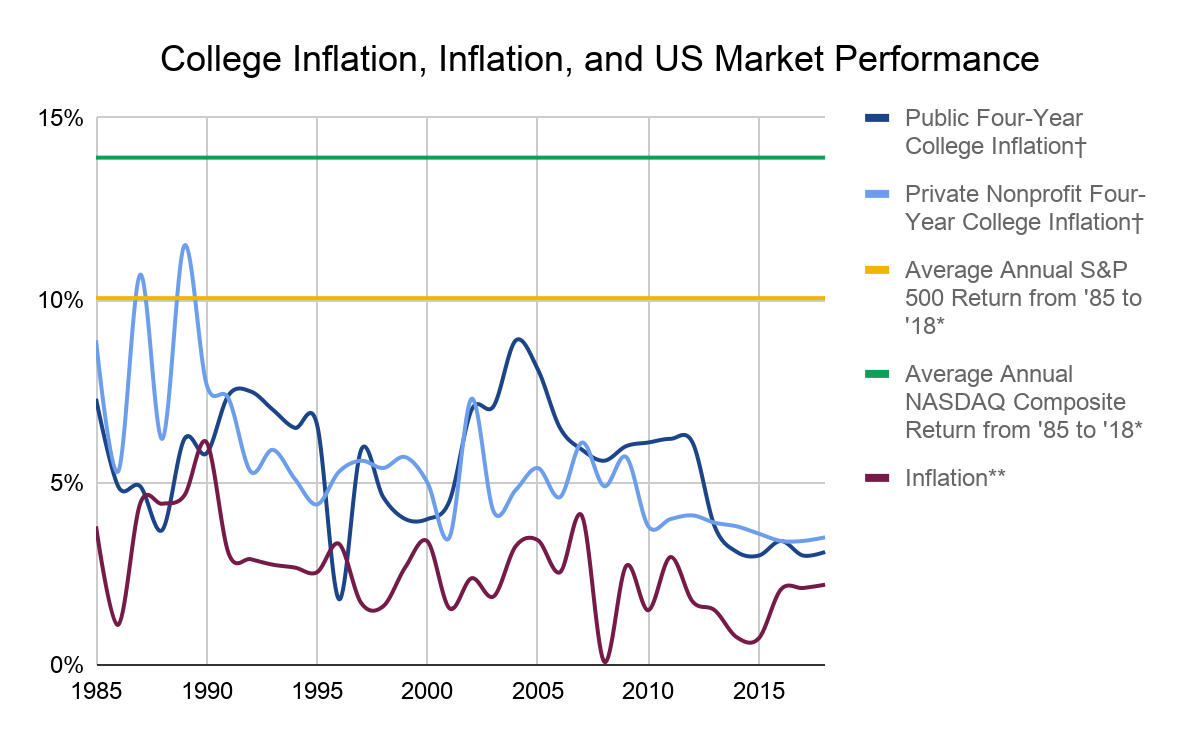 College Inflation, Inflation, and US Market Performance
15%
10%
5%
0%
1985 1990 1995 2000 2005 2010 2015
Public Four-Year
College Inflation†
Private Nonprofit Four-
Year College Inflation†
Average Annual S&P
500 Return from '85 to
'18*
Average Annual
NASDAQ Composite
Return from '85 to '18*
Inflation**